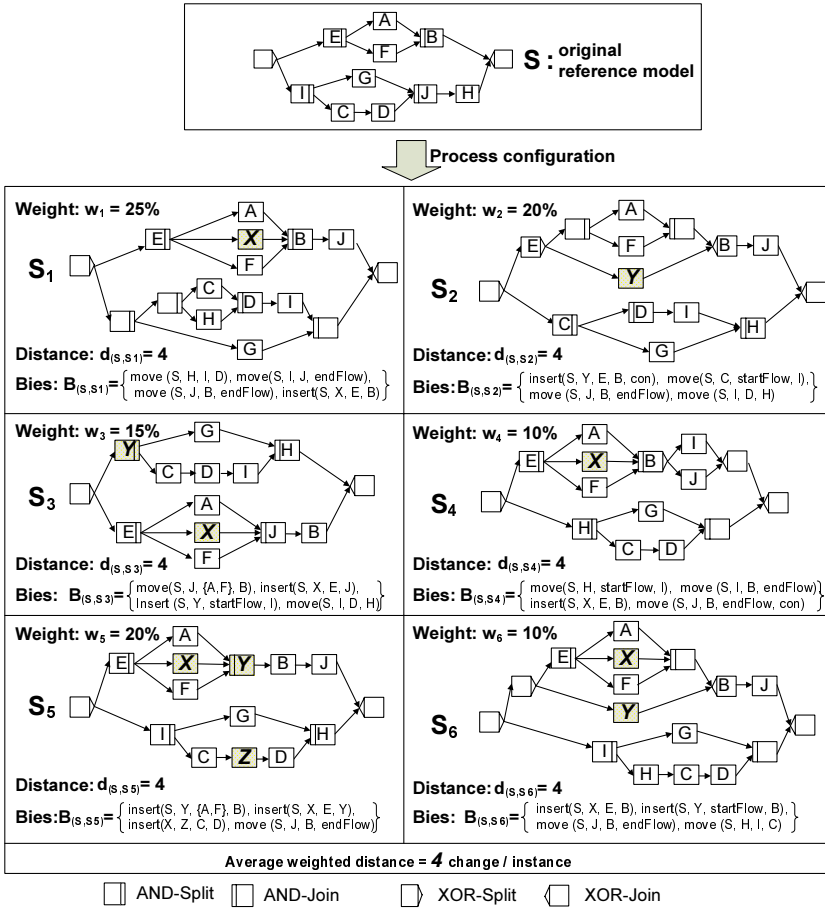 A
E B
F
S : original
reference model
G
I J H
C D
Process configuration
Weight: w1 = 25%
A
E X B J
F
S1
C
D I
H
G
Distance: d(S,S1)= 4
Bies: B(S,S1)= { move (S, H, I, D), move(S, I, J, endFlow),
move (S, J, B, endFlow), insert(S, X, E, B) }
Weight: w2 = 20%
A
E F B J
Y
S2
D I
C H
G
Distance: d(S,S2)= 4
Bies:B(S,S2)= { insert(S, Y, E, B, con), move(S, C, startFlow, I),
move (S, J, B, endFlow), move (S, I, D, H) }
Weight: w3 = 15%
G
Y H
C D I
S3
A
E X J B
F
Distance: d(S,S3)= 4
Bies: B(S,S3)= { move(S, J, {A,F}, B), insert(S, X, E, J),
Insert (S, Y, startFlow, I), move(S, I, D, H) }
Weight: w4 = 10%
A
I
E X B
F J
S4
G
H
C D
Distance: d(S,S4)= 4
Bies: B(S,S4)= { move(S, H, startFlow, I), move (S, I, B, endFlow)
insert(S, X, E, B), move (S, J, B, endFlow, con) }
Weight: w5 = 20%
A
E X Y B J
F
S5
G
I H
C Z D
Distance: d(S,S5)= 4
Bies:B(S,S5)= { insert(S, Y, {A,F}, B), insert(S, X, E, Y),
insert(X, Z, C, D), move (S, J, B, endFlow) }
Weight: w6 = 10%
A
E X
F
B J
Y
S6
G
I
H C D
Distance: d(S,S6)= 4
Bies: B(S,S6)= { insert(S, X, E, B), insert(S, Y, startFlow, B),
move (S, J, B, endFlow), move (S, H, I, C) }
Average weighted distance = 4 change / instance
AND-Split AND-Join XOR-Split XOR-Join